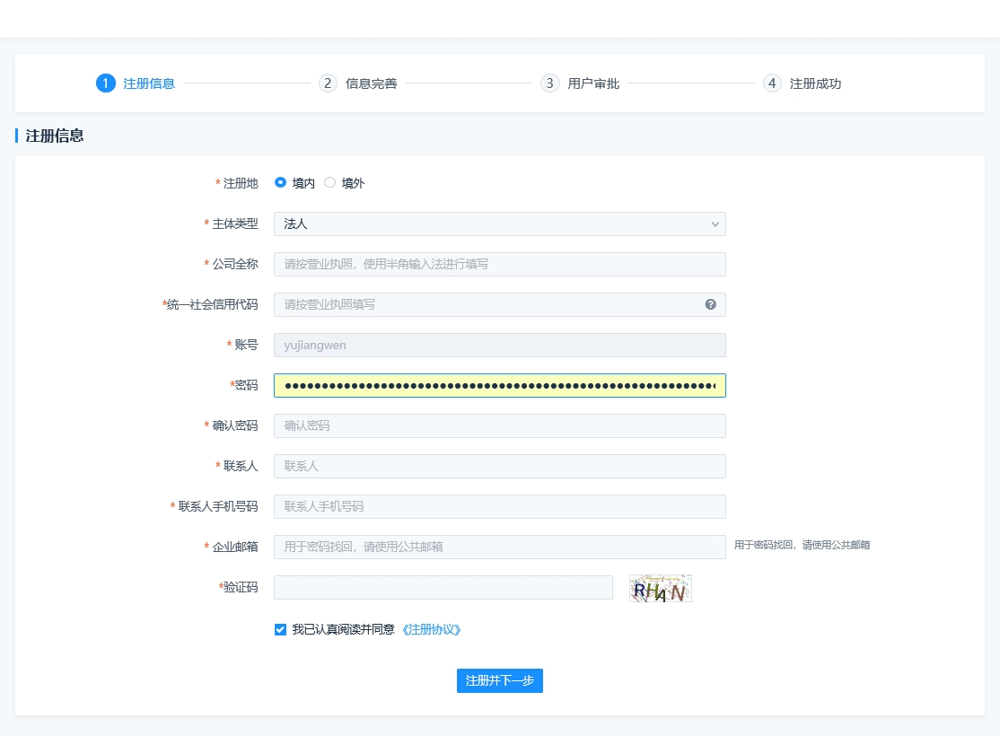 1 注册信息 2 信息完善 3 用户审批 4 注册成功
注册信息
* 注册地 境内 境外
* 主体类型 法人
* 公司全称 请按营业执照，使用半角输入法进行填写
*统一社会信用代码 请按营业执照填写 ?
* 账号 yujiangwen
*密码
* 确认密码 确认密码
* 联系人 联系人
* 联系人手机号码 联系人手机号码
* 企业邮箱 用于密码找回，请使用公共邮箱 用于密码找回，请使用公共邮箱
*验证码 RHAN
我已认真阅读并同意 《注册协议》
注册并下一步